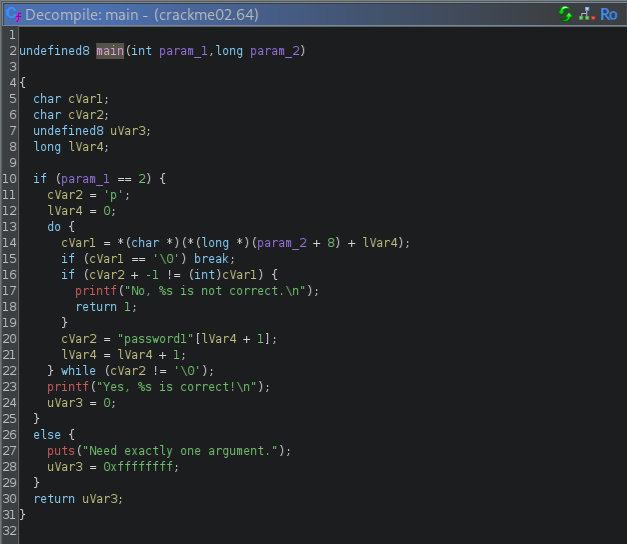 Decompile: main - (crackme02.64)
Ro
1
2 undefined8 main(int param_1,long param_2)
3
4 {
5   char cVar1;
6   char cVar2;
7   undefined8 uVar3;
8   long lVar4;
9
10   if (param_1 == 2) {
11     cVar2 = 'p';
12     lVar4 = 0;
13     do {
14       cVar1 = *(char *)(*(long *)(param_2 + 8) + lVar4);
15       if (cVar1 == '\0') break;
16       if (cVar2 + -1 != (int)cVar1) {
17         printf("No, %s is not correct.\n");
18         return 1;
19       }
20       cVar2 = "password1"[lVar4 + 1];
21       lVar4 = lVar4 + 1;
22     } while (cVar2 != '\0');
23     printf("Yes, %s is correct!\n");
24     uVar3 = 0;
25   }
26   else {
27     puts("Need exactly one argument.");
28     uVar3 = 0xffffffff;
29   }
30   return uVar3;
31 }
32